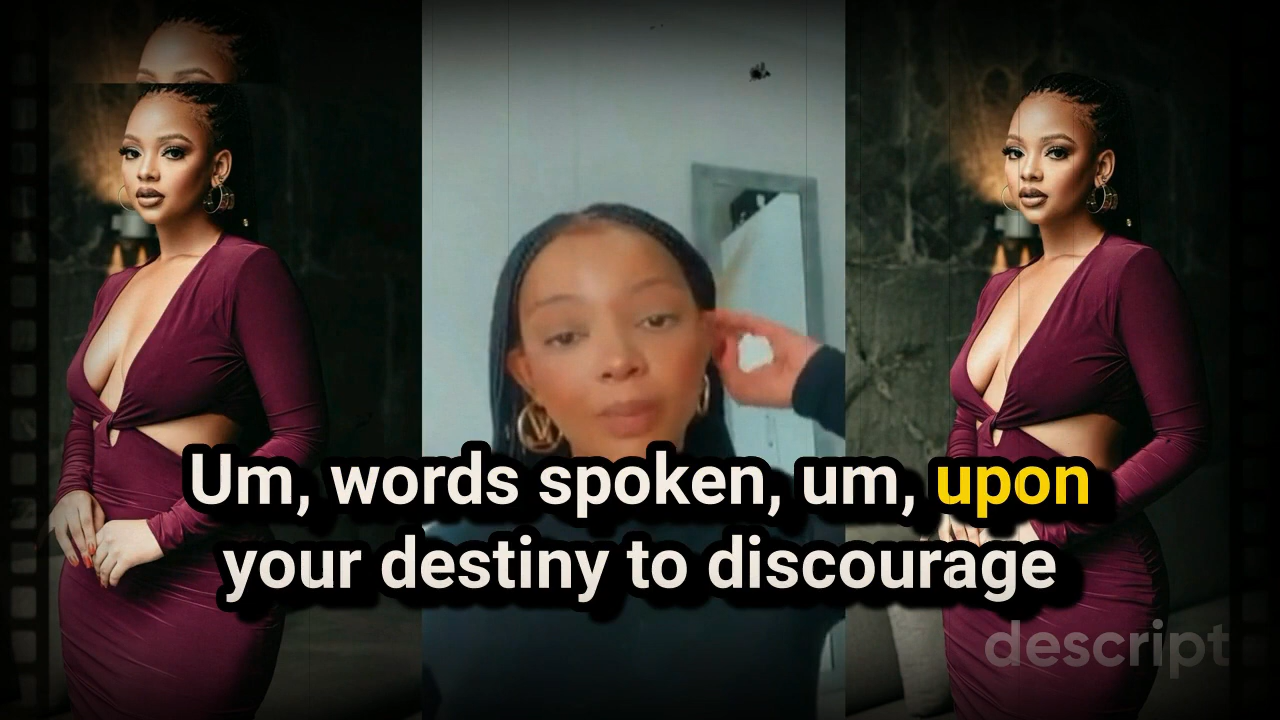 Um, words spoken, um, upon
your destiny to discourage
descript